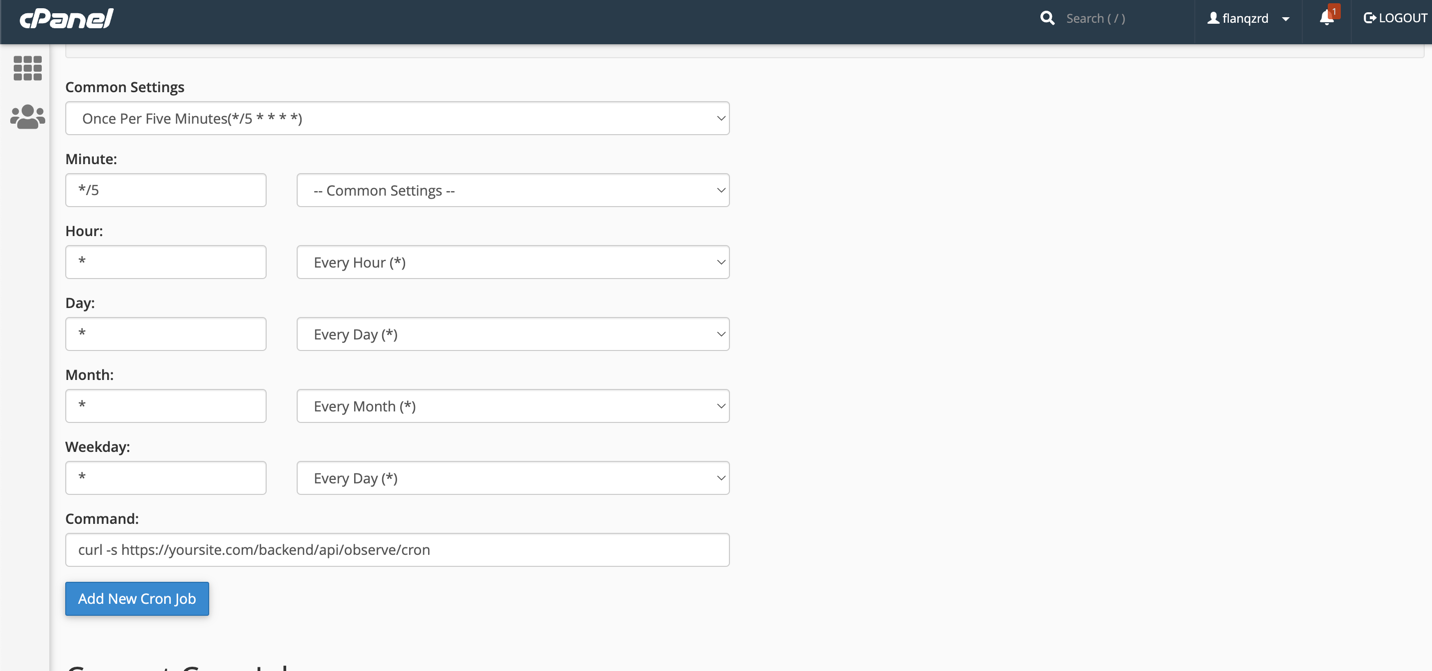 cPanel
Search ( / )
flanqzrd
1
LOGOUT
Common Settings
Once Per Five Minutes(*/5 * * * *)
Minute:
*/5
-- Common Settings --
Hour:
*
Every Hour (*)
Day:
*
Every Day (*)
Month:
*
Every Month (*)
Weekday:
*
Every Day (*)
Command:
curl -s https://yoursite.com/backend/api/observe/cron
Add New Cron Job